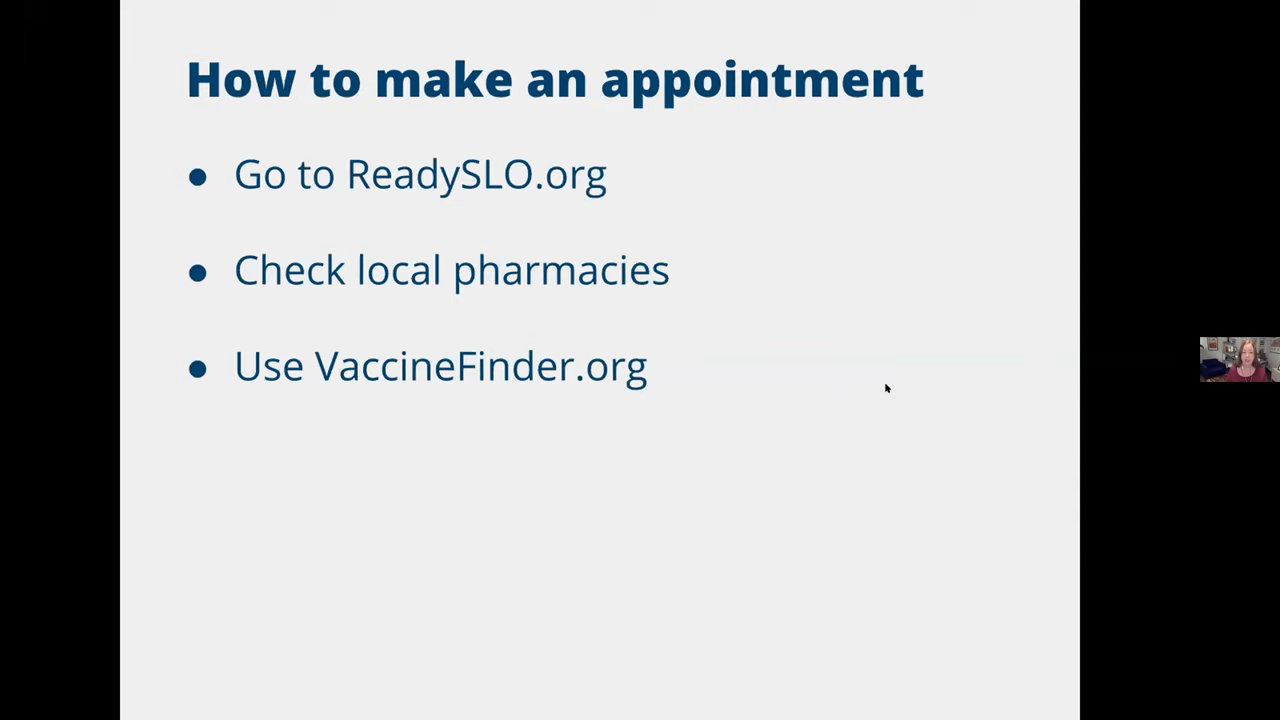 How to make an appointment
● Go to ReadySLO.org
● Check local pharmacies
● Use VaccineFinder.org